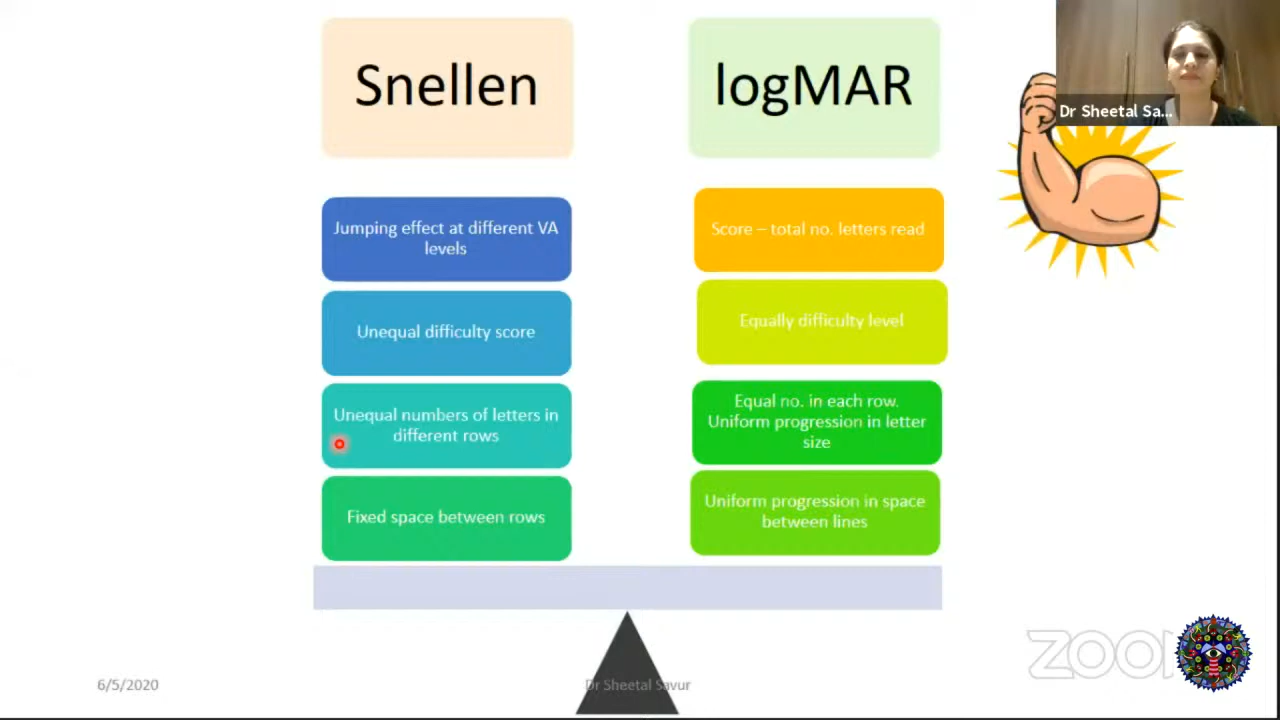 Snellen
logMAR
Dr Sheetal Sa...
Jumping effect at different VA
levels
Score – total no. letters read
Unequal difficulty score
Equally difficulty level
Unequal numbers of letters in
different rows
Equal no. in each row.
Uniform progression in letter
size
Fixed space between rows
Uniform progression in space
between lines
6/5/2020
Dr Sheetal Savur